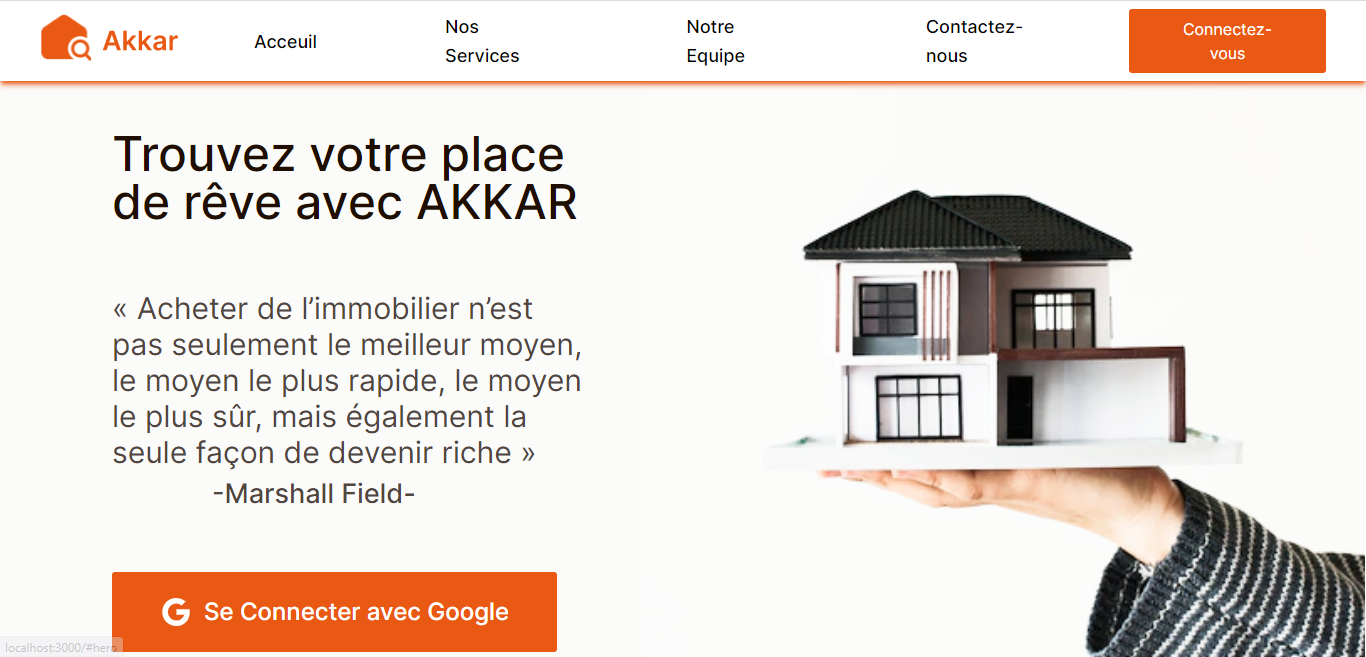 Akkar
Acceuil
Nos
Services
Notre
Equipe
Contactez-
nous
Connectez-
vous
Trouvez votre place
de rêve avec AKKAR
« Acheter de l’immobilier n’est
pas seulement le meilleur moyen,
le moyen le plus rapide, le moyen
le plus sûr, mais également la
seule façon de devenir riche »
-Marshall Field-
G Se Connecter avec Google
localhost:3000/#hero